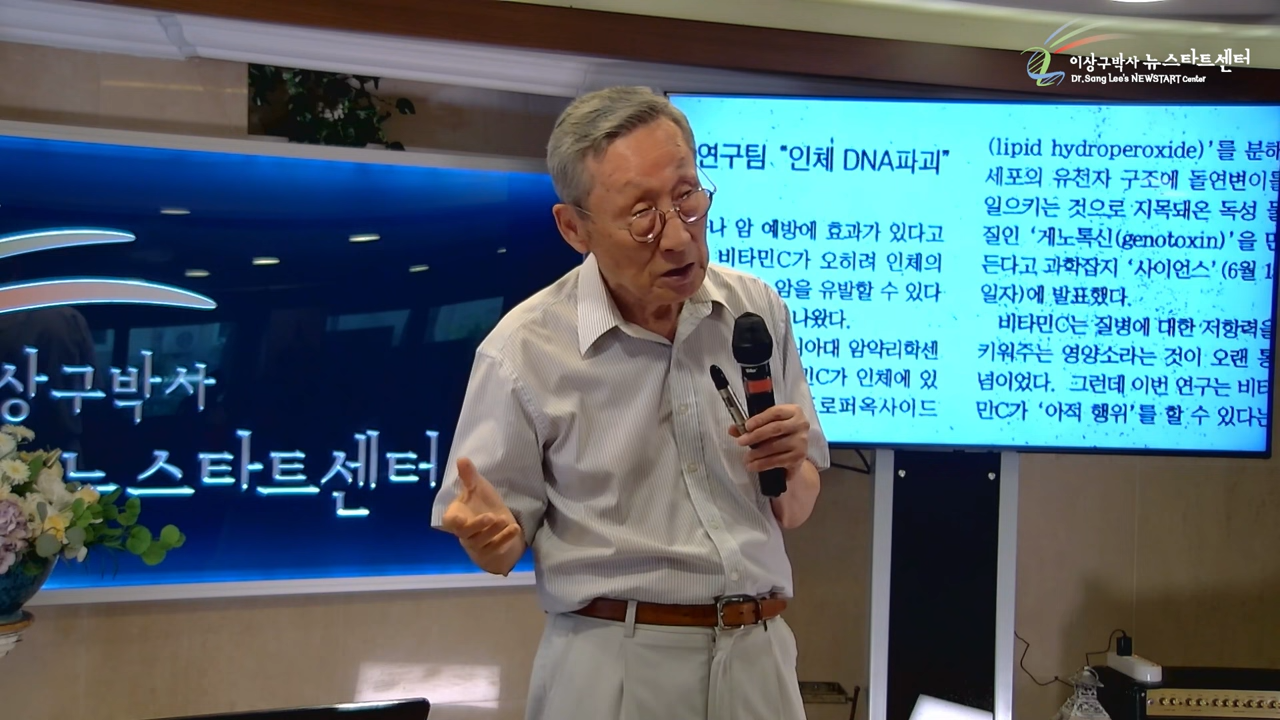 이상구박사 뉴스타트센터
Dr. Sang Lee's NEWSTART Center
상구박사
뉴스타트센터
연구팀 “인체 DNA파괴”
암 예방에 효과가 있다고
비타민C가 오히려 인체의
암을 유발할 수 있다
나왔다.
아대 암약리학센
C가 인체에 있
로퍼옥사이드
(lipid hydroperoxide)’를 분해
세포의 유전자 구조에 돌연변이를
일으키는 것으로 지목돼온 독성 물
질인 ‘게노톡신(genotoxin)’을 만
든다고 과학잡지 ‘사이언스’(6월 1
일자)에 발표했다.
비타민C는 질병에 대한 저항력을
키워주는 영양소라는 것이 오랜 통
념이었다. 그런데 이번 연구는 비타
민C가 ‘아적 행위’를 할 수 있다는